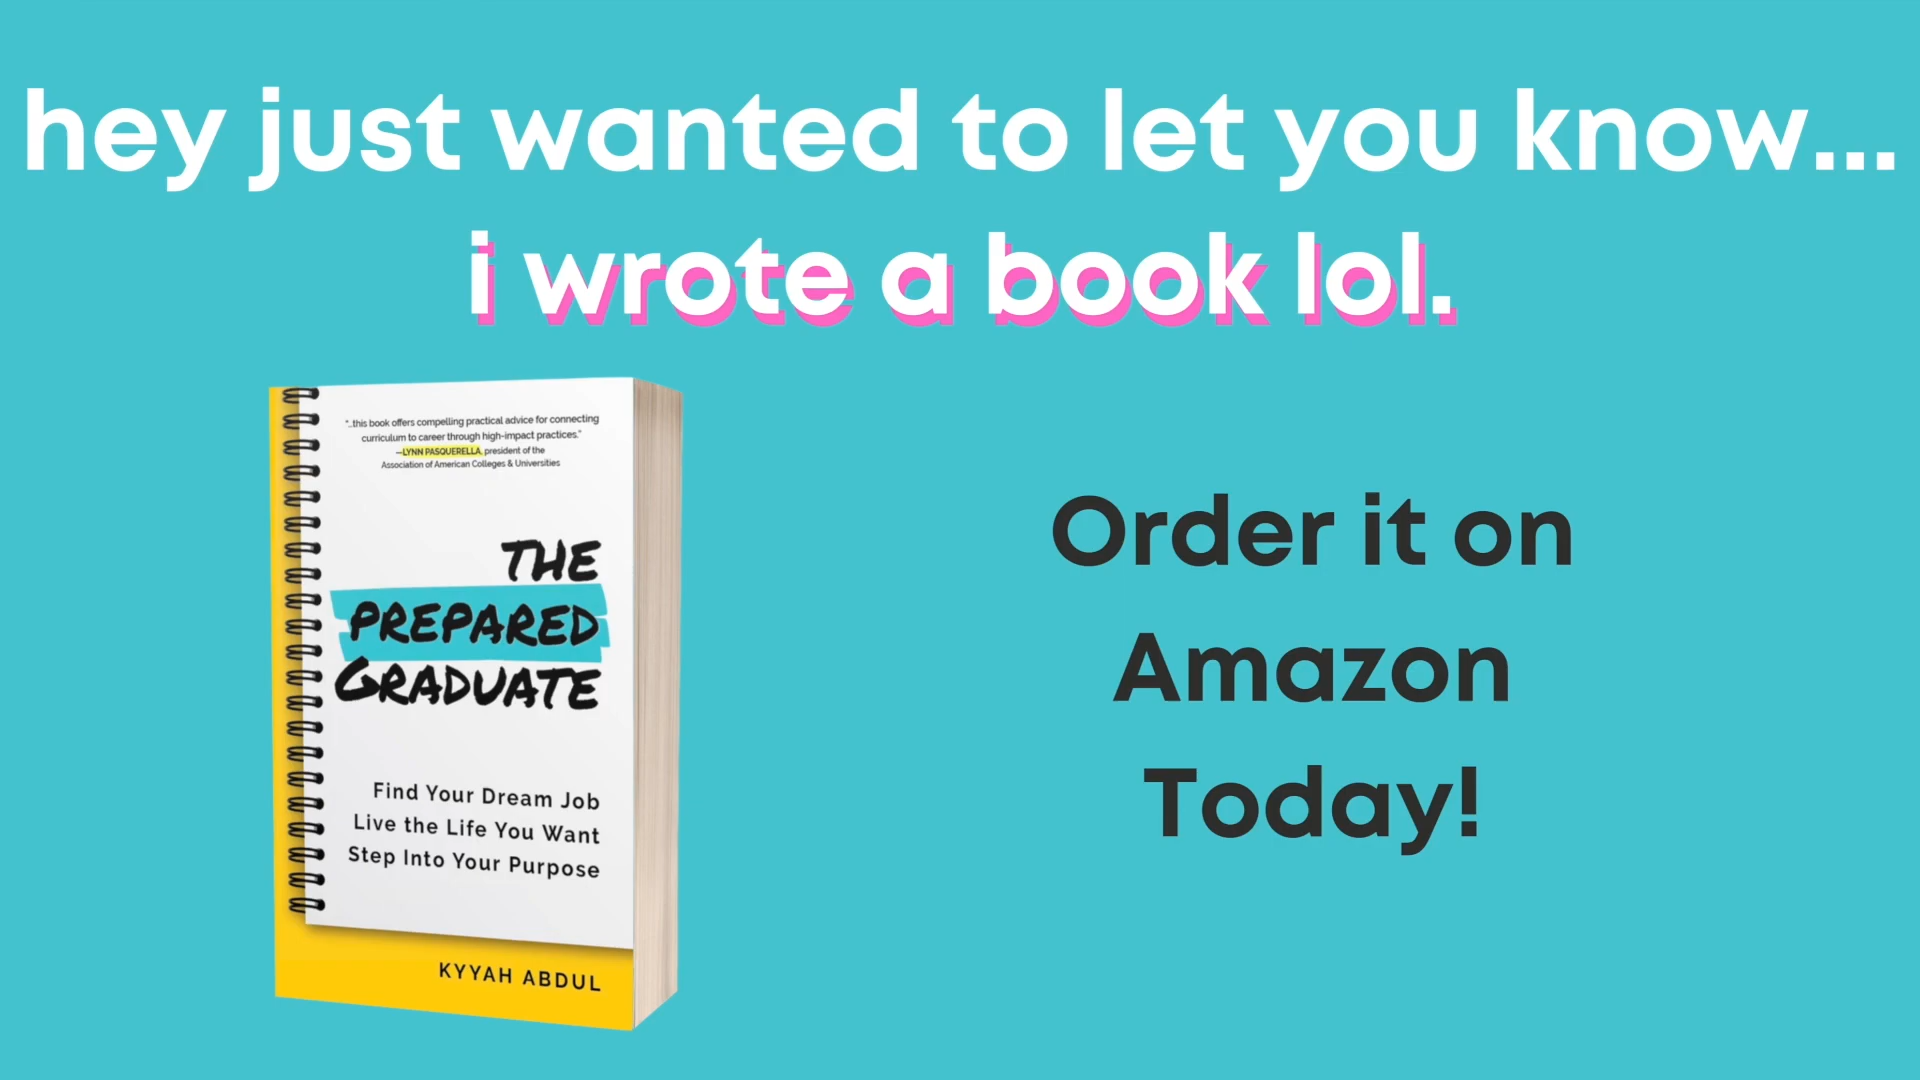 hey just wanted to let you know...
i wrote a book lol.
"...this book offers compelling practical advice for connecting
curriculum to career through high-impact practices."
—LYNN PASQUERELLA, president of the
Association of American Colleges & Universities
THE
PREPARED
GRADUATE
Find Your Dream Job
Live the Life You Want
Step Into Your Purpose
KYYAH ABDUL
Order it on
Amazon
Today!